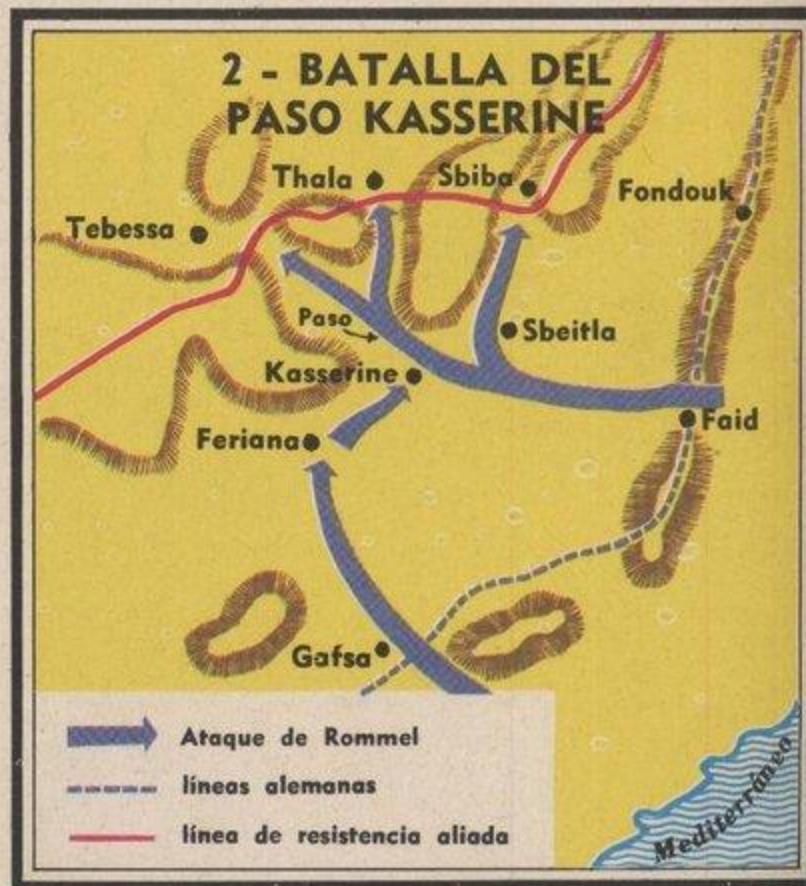 2 - BATALLA DEL
PASO KASSERINE
Thala
Sbiba
Fondouk
Tebessa
Paso
Sbeitla
Kasserine
Faid
Feriana
Gafsa
Ataque de Rommel
líneas alemanas
línea de resistencia aliada
Mediterráneo